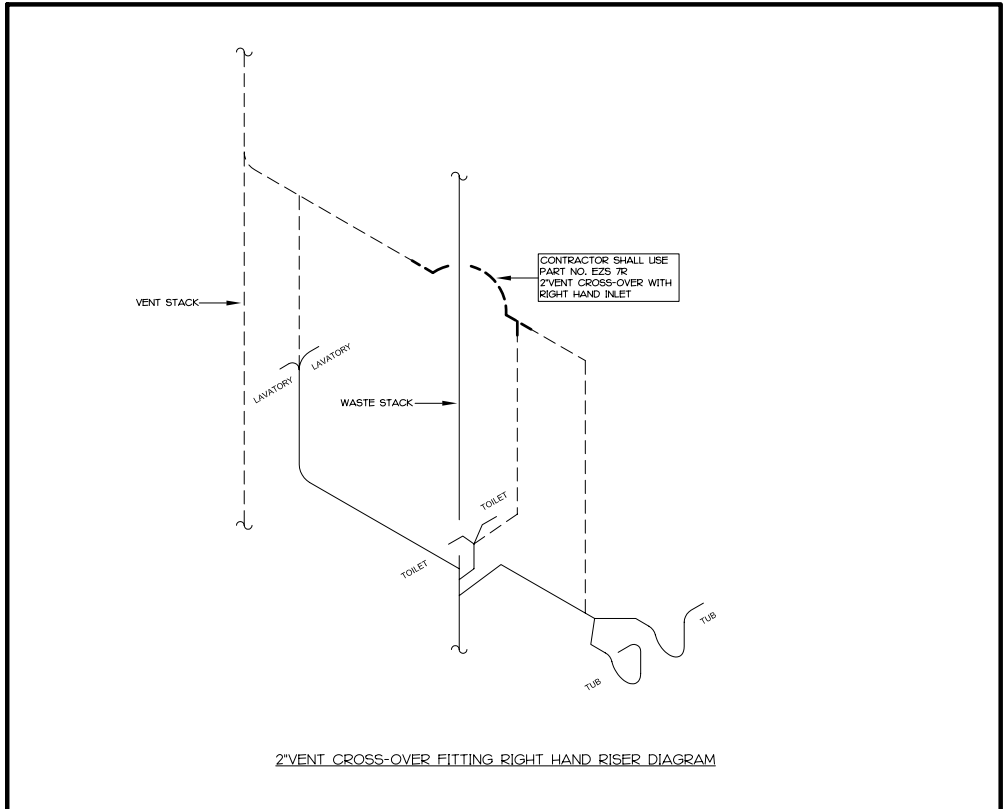 CONTRACTOR SHALL USE
PART NO. EZS 7R
2"VENT CROSS-OVER WITH
RIGHT HAND INLET
VENT STACK
LAVATORY
LAVATORY
WASTE STACK
TOILET
TOILET
TUB
TUB
2"VENT CROSS-OVER FITTING RIGHT HAND RISER DIAGRAM